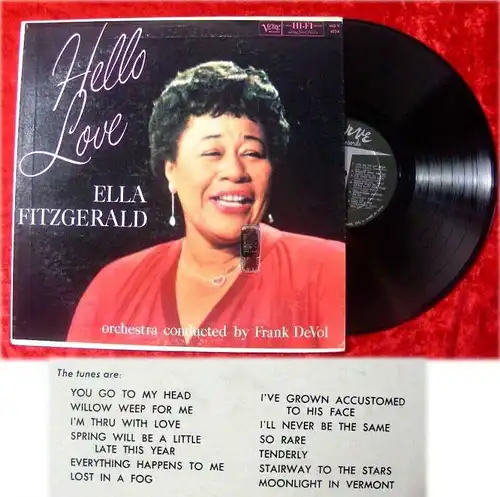 Verve
HI-FI
Hello
Love
ELLA
FITZGERALD
orchestra conducted by Frank DeVol
The tunes are:
YOU GO TO MY HEAD
WILLOW WEEP FOR ME
I'M THRU WITH LOVE
SPRING WILL BE A LITTLE
LATE THIS YEAR
EVERYTHING HAPPENS TO ME
LOST IN A FOG
I'VE GROWN ACCUSTOMED
TO HIS FACE
I'LL NEVER BE THE SAME
SO RARE
TENDERLY
STAIRWAY TO THE STARS
MOONLIGHT IN VERMONT